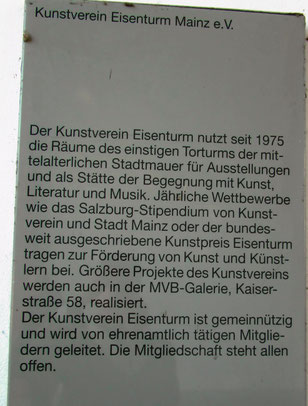 Kunstverein Eisenturm Mainz e.V.
Der Kunstverein Eisenturm nutzt seit 1975
die Räume des einstigen Torturms der mit-
telalterlichen Stadtmauer für Ausstellungen
und als Stätte der Begegnung mit Kunst,
Literatur und Musik. Jährliche Wettbewerbe
wie das Salzburg-Stipendium von Kunst-
verein und Stadt Mainz oder der bundes-
weit ausgeschriebene Kunstpreis Eisenturm
tragen zur Förderung von Kunst und Künst-
lern bei. Größere Projekte des Kunstvereins
werden auch in der MVB-Galerie, Kaiser-
straße 58, realisiert.
Der Kunstverein Eisenturm ist gemeinnützig
und wird von ehrenamtlich tätigen Mitglie-
dern geleitet. Die Mitgliedschaft steht allen
offen.